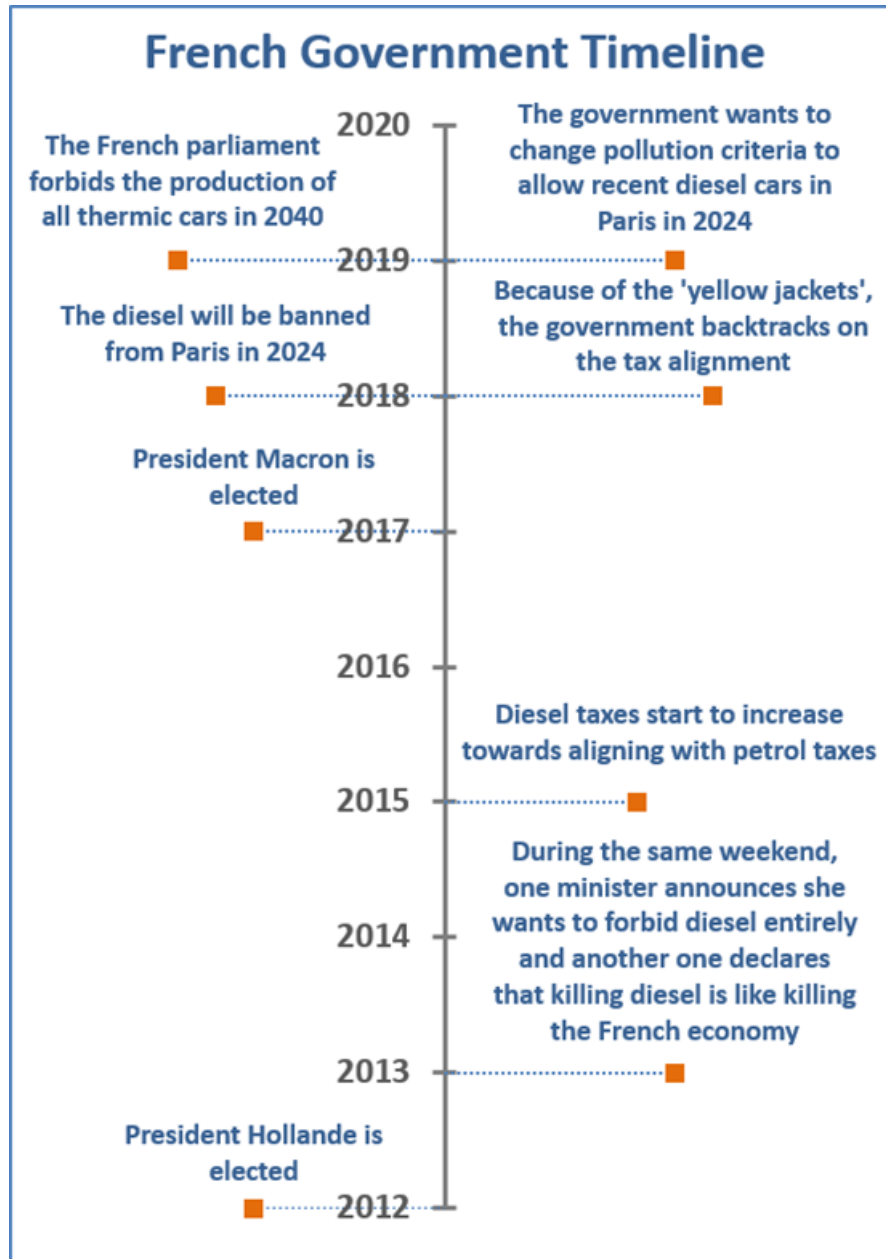 French Government Timeline
2020
The French parliament
forbids the production of
all thermic cars in 2040
The government wants to
change pollution criteria to
allow recent diesel cars in
Paris in 2024
2019
The diesel will be banned
from Paris in 2024
Because of the 'yellow jackets',
the government backtracks on
the tax alignment
2018
President Macron is
elected
2017
2016
Diesel taxes start to increase
towards aligning with petrol taxes
2015
During the same weekend,
one minister announces she
wants to forbid diesel entirely
and another one declares
that killing diesel is like killing
the French economy
2014
2013
President Hollande is
elected
2012